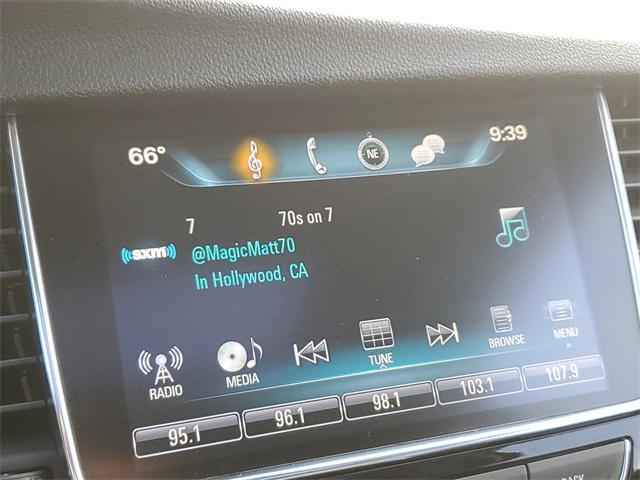 66°
NE
9:39
7
70s on 7
((sxm))
@MagicMatt70
In Hollywood, CA
RADIO
MEDIA
TUNE
BROWSE
MENU
95.1
96.1
98.1
103.1
107.9
BACK